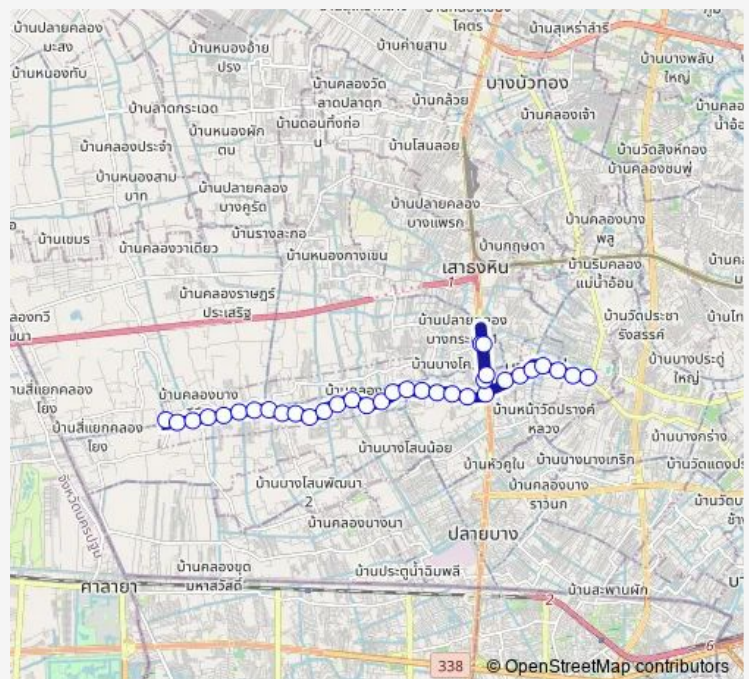 โคตร
บ้านสุเหร่าลำรี
บ้านปลายคลอง
มะสง
บ้านหนองอ้าย
ปรง
บ้านค่ายสาน
บ้านบางพลับ
ใหญ่
บ้านหนองทับ
บ้านคลองวัด
ลาดปลาดุก
บางบัวทอง
บ้านกล้วย
บ้านลาดกระเฉด
บ้านคลองเจ้า
บ้านดอนทึ่งก่อ
น
บ้านหนองผัก
ตบ
บ้านคลองประจำ
บ้านโสนลอย
บ้านวัดสิงห์ทอง
บ้านคลองชมพู่
บ้านหนองสาม
บาท
บ้านปลายคลอง
บางคูรัด
บ้านปลายคลอง
บางแพรก
บ้านคลองบาง
พลู
บ้านเขมร
บ้านรางละกอ
บ้านคลองวาเดียว
บ้านหนองกางเขน
บ้านกฤษดา
เสาธงหิน
บ้านริมคลอง
แม่น้ำอ้อม
1
บ้านคลองราษฎร์
ประเสริฐ
บ้านวัดประชา
รังสรรค์
บ้านบางประดู่
ใหญ่
านสี่แยกคลอง
โยง
บ้านคลองบาง
บ้านสี่แยกคลอง
โยง
บ้านหน้าวัดปรางค์
หลวง
บ้านบางโสนน้อย
บ้านบางกร่าง
บ้านหัวคูใน
บ้านบางนางเกริก
บ้านบางโสนพัฒนา
2
บ้านคลองบาง
ราวนก
บ้านคลองนางนา
จังหวัดนครปฐม
ปลายบาง
บ้านคลองขุด
มหาสวัสดิ์
บ้านประตูน้ำฉิมพลี
ศาลายา
บ้านสะพานผัก
2
6
338
© OpenStreetMap contributors